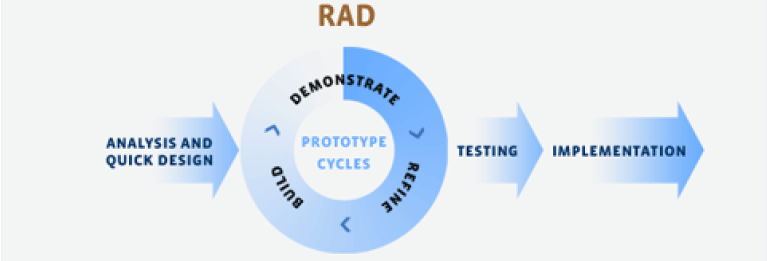 RAD
ANALYSIS AND
QUICK DESIGN
DEMONSTRATE
REFINE
BUILD
PROTOTYPE
CYCLES
TESTING
IMPLEMENTATION